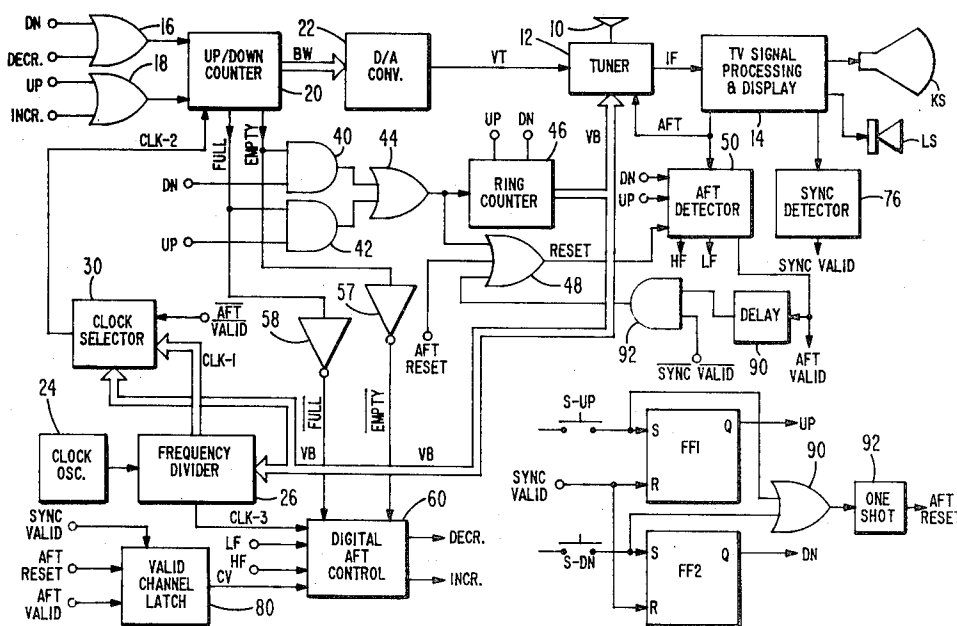 DN
DECR.
UP
INCR.
16
18
UP/DOWN
COUNTER
20
BW
22
D/A
CONV.
VT
10
12
TUNER
IF
TV SIGNAL
PROCESSING
& DISPLAY
14
KS
LS
CLK-2
FULL
EMPTY
40
DN
UP
42
44
UP
DN
46
RING
COUNTER
VB
AFT
50
DN
UP
AFT
DETECTOR
HF
LF
SYNC
DETECTOR
76
SYNC VALID
RESET
48
30
CLOCK
SELECTOR
AFT
VALID
CLK-1
58
57
AFT
RESET
92
SYNC VALID
DELAY
90
AFT
VALID
24
CLOCK
OSC.
FREQUENCY
DIVIDER
26
FULL
EMPTY
VB
VB
CLK-3
60
LF
HF
DIGITAL
AFT
CONTROL
DECR.
INCR.
SYNC
VALID
AFT
RESET
AFT
VALID
VALID
CHANNEL
LATCH
80
CV
S-UP
S
Q
FF1
R
UP
SYNC
VALID
S-DN
S
Q
FF2
R
DN
90
92
ONE
SHOT
AFT
RESET